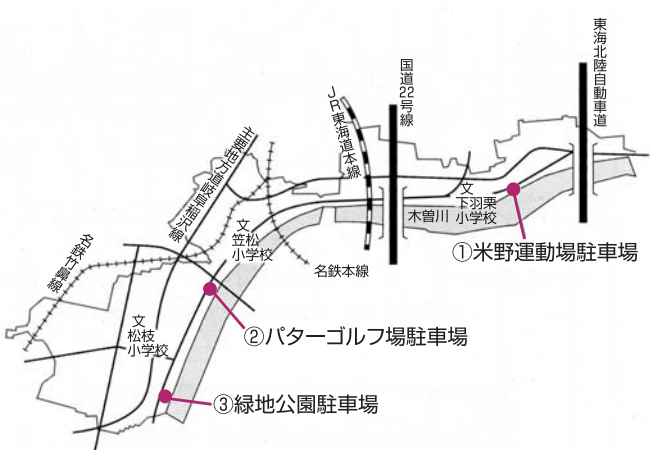 東海北陸自動車道
国道22号線
JR東海道本線
主要地方道岐阜稲沢線
文
下羽栗
小学校
木曽川
①米野運動場駐車場
文
笠松
小学校
名鉄竹鼻線
名鉄本線
文
松枝
小学校
②パターゴルフ場駐車場
③緑地公園駐車場